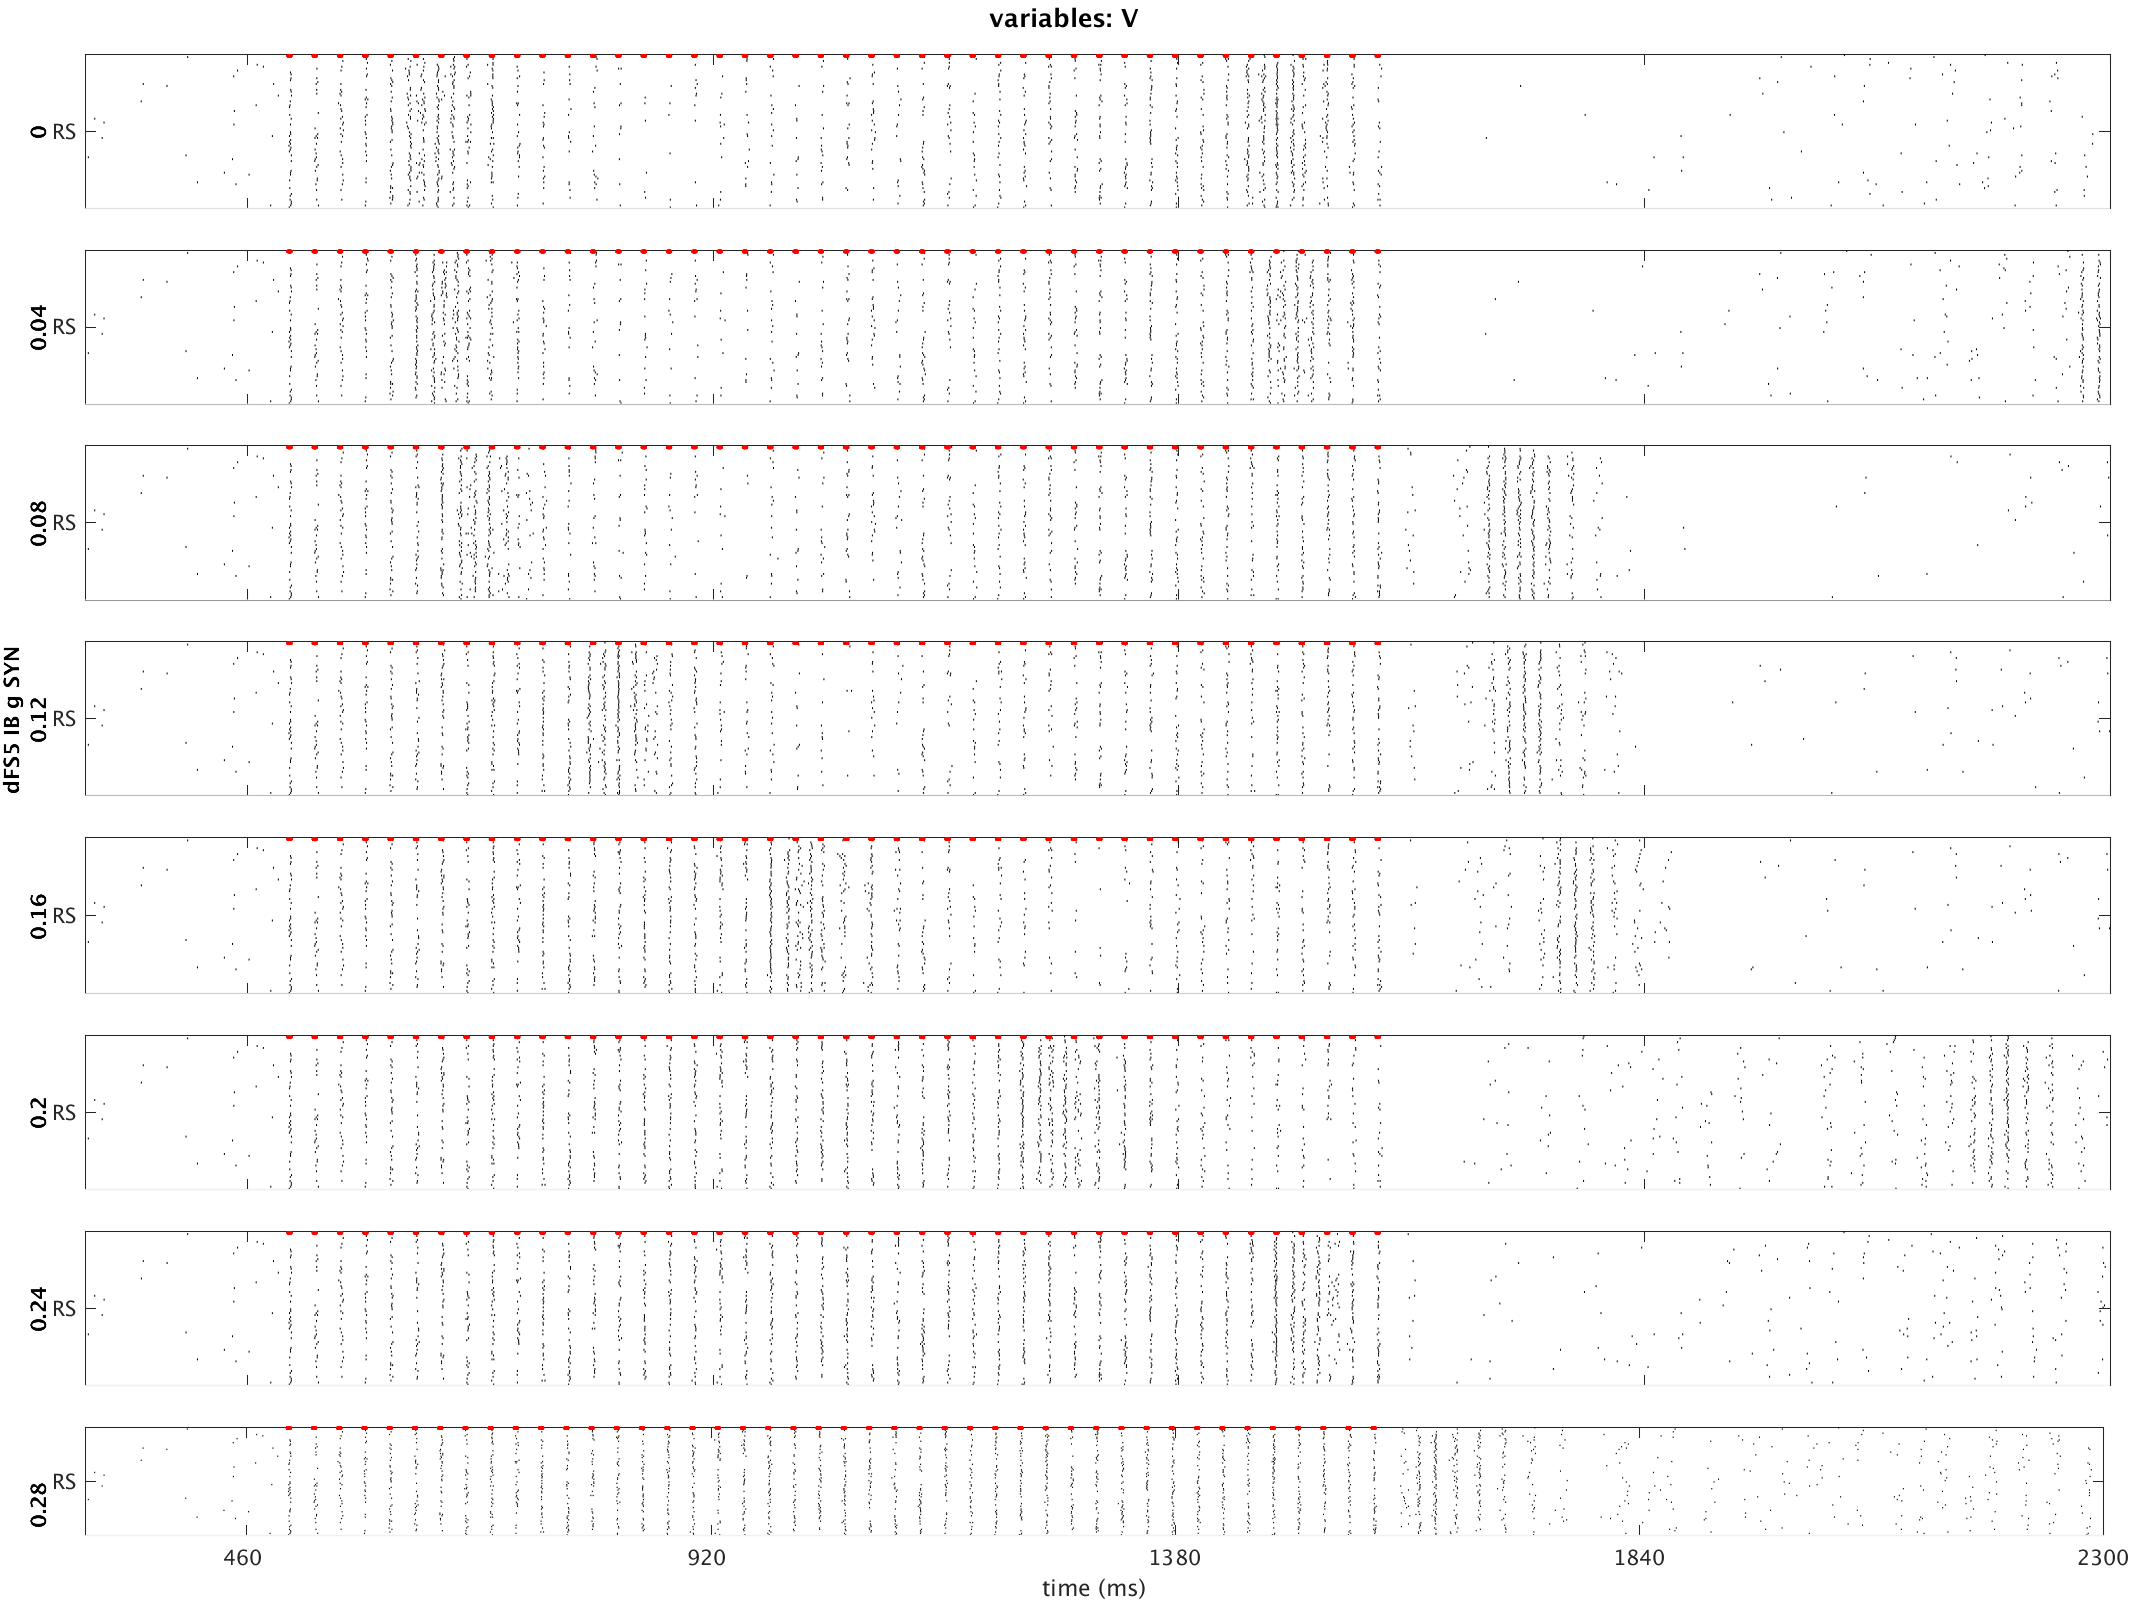 variables: V
0 RS
0.04 RS
0.08 RS
0.12 RS
0.16 RS
0.2 RS
0.24 RS
0.28 RS
dFS5 IB g SYN
460 920 1380 1840 2300
time (ms)